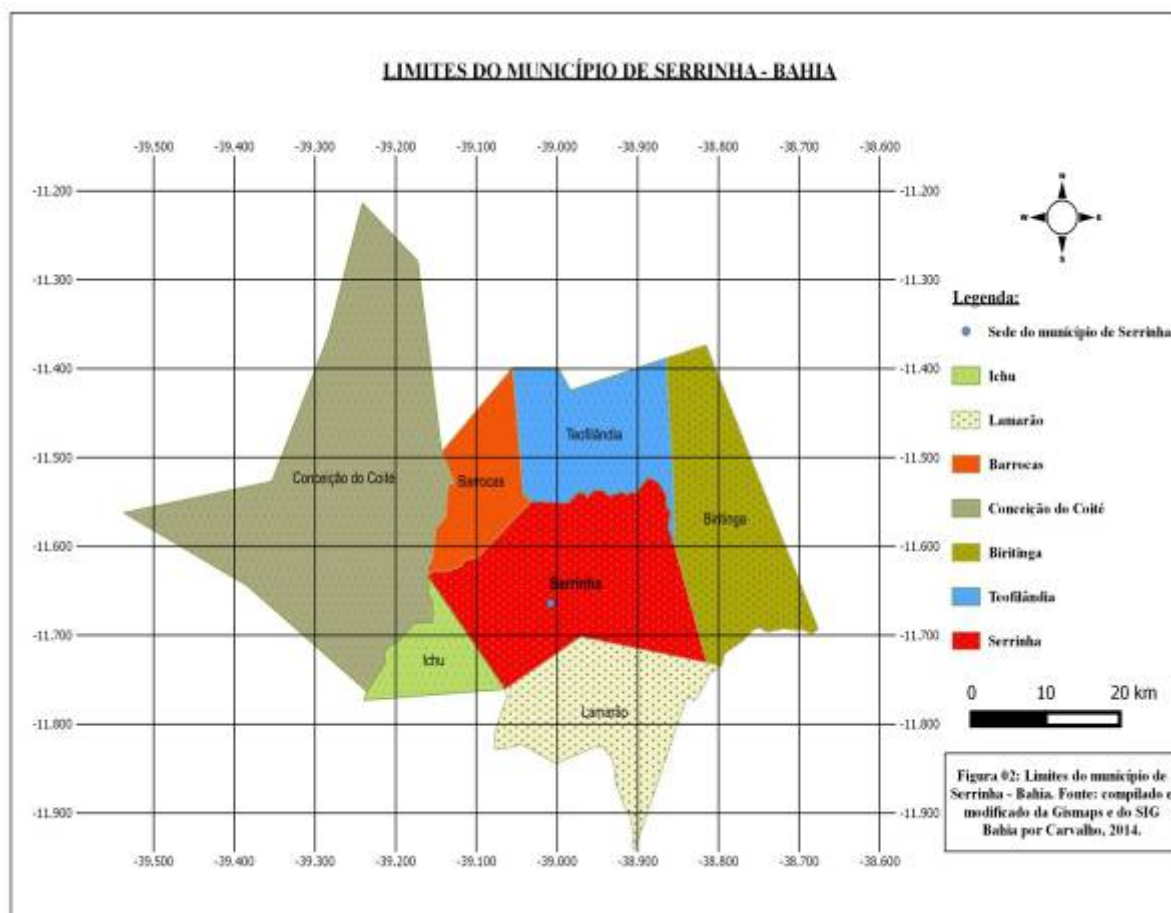 LIMITES DO MUNICÍPIO DE SERRINHA - BAHIA
-39.500 -39.400 -39.300 -39.200 -39.100 -39.000 -38.900 -38.800 -38.700 -38.600
-11.200 -11.200
N
W E
S
-11.300 -11.300
Legenda:
Sede do município de Serrinha
Ichu
Lamarão
Barrocas
Conceição do Coité
Biritinga
Teofilândia
Serrinha
-11.400 -11.400
Teofilândia
-11.500 -11.500
Conceição do Coité
Barrocas
Biritinga
-11.600 -11.600
Serrinha
-11.700 -11.700
Ichu
Lamarão
-11.800 -11.800
-11.900 -11.900
0 10 20 km
-39.500 -39.400 -39.300 -39.200 -39.100 -39.000 -38.900 -38.800 -38.700 -38.600
Figura 02: Limites do município de
Serrinha - Bahia. Fonte: compilado e
modificado da Gismaps e do SIG
Bahia por Carvalho, 2014.